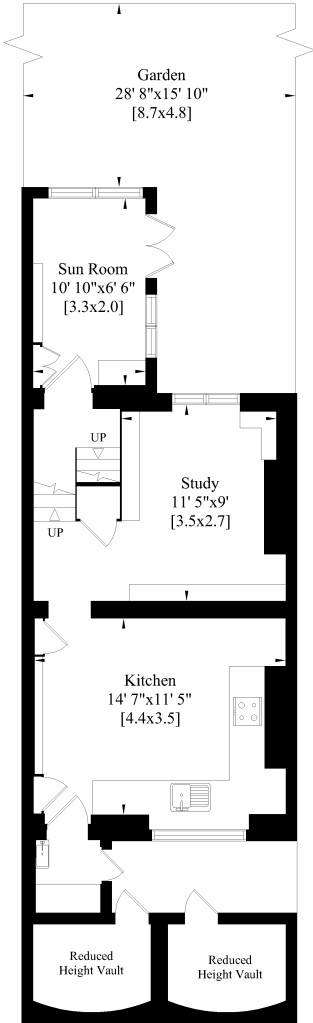 Garden
28' 8"x15' 10"
[8.7x4.8]
Sun Room
10' 10"x6' 6"
[3.3x2.0]
UP
Study
11' 5"x9'
[3.5x2.7]
UP
Kitchen
14' 7"x11' 5"
[4.4x3.5]
Reduced
Height Vault
Reduced
Height Vault